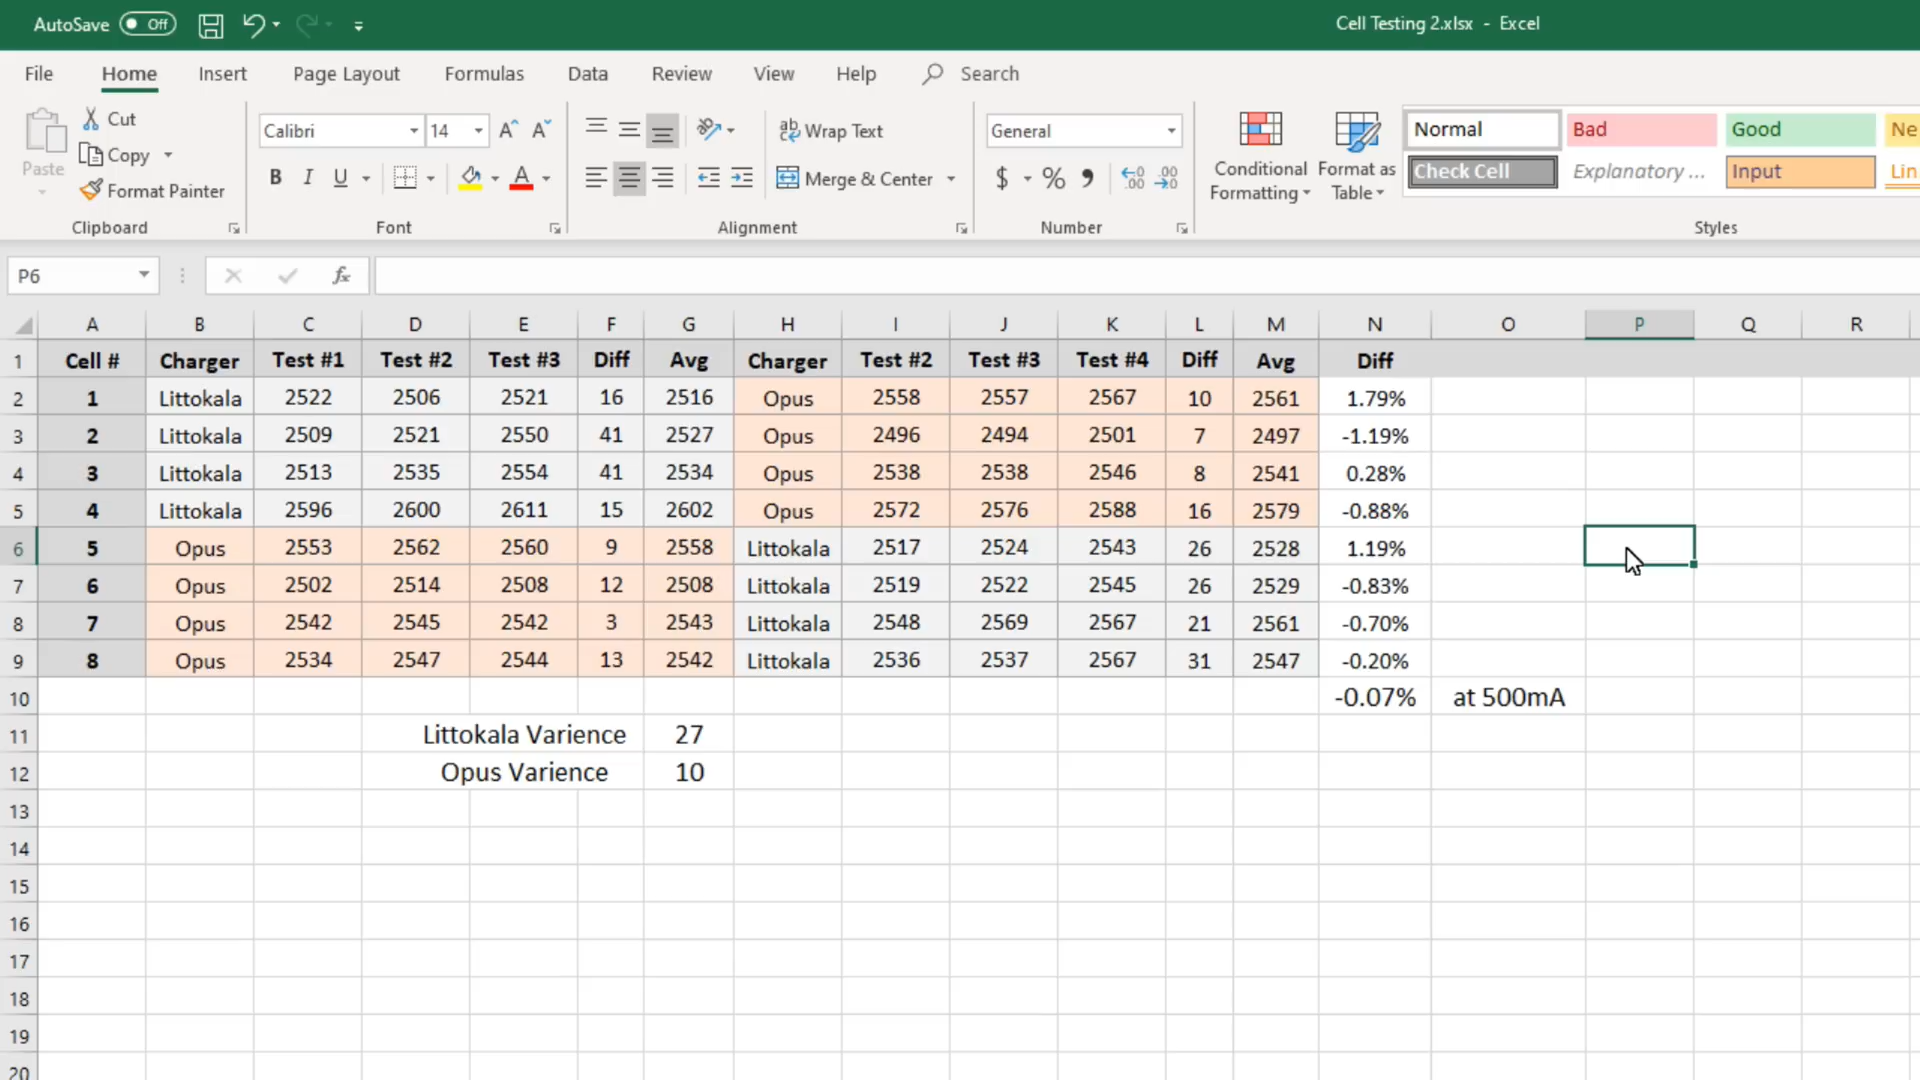 AutoSave Off Cell Testing 2.xlsx - Excel
File Home Insert Page Layout Formulas Data Review View Help Search
Paste Cut Copy Format Painter
Clipboard
Calibri 14
B I U A
Font
Wrap Text
Merge & Center
Alignment
General
$ % 9
Number
Conditional Formatting
Format as Table
Normal Bad Good Ne
Check Cell Explanatory ... Input Lin
Styles
P6 fx
A B C D E F G H I J K L M N O P Q R
1 Cell # Charger Test #1 Test #2 Test #3 Diff Avg Charger Test #2 Test #3 Test #4 Diff Avg Diff
2 1 Littokala 2522 2506 2521 16 2516 Opus 2558 2557 2567 10 2561 1.79%
3 2 Littokala 2509 2521 2550 41 2527 Opus 2496 2494 2501 7 2497 -1.19%
4 3 Littokala 2513 2535 2554 41 2534 Opus 2538 2538 2546 8 2541 0.28%
5 4 Littokala 2596 2600 2611 15 2602 Opus 2572 2576 2588 16 2579 -0.88%
6 5 Opus 2553 2562 2560 9 2558 Littokala 2517 2524 2543 26 2528 1.19%
7 6 Opus 2502 2514 2508 12 2508 Littokala 2519 2522 2545 26 2529 -0.83%
8 7 Opus 2542 2545 2542 3 2543 Littokala 2548 2569 2567 21 2561 -0.70%
9 8 Opus 2534 2547 2544 13 2542 Littokala 2536 2537 2567 31 2547 -0.20%
10 -0.07% at 500mA
11 Littokala Varience 27
12 Opus Varience 10
13
14
15
16
17
18
19
20